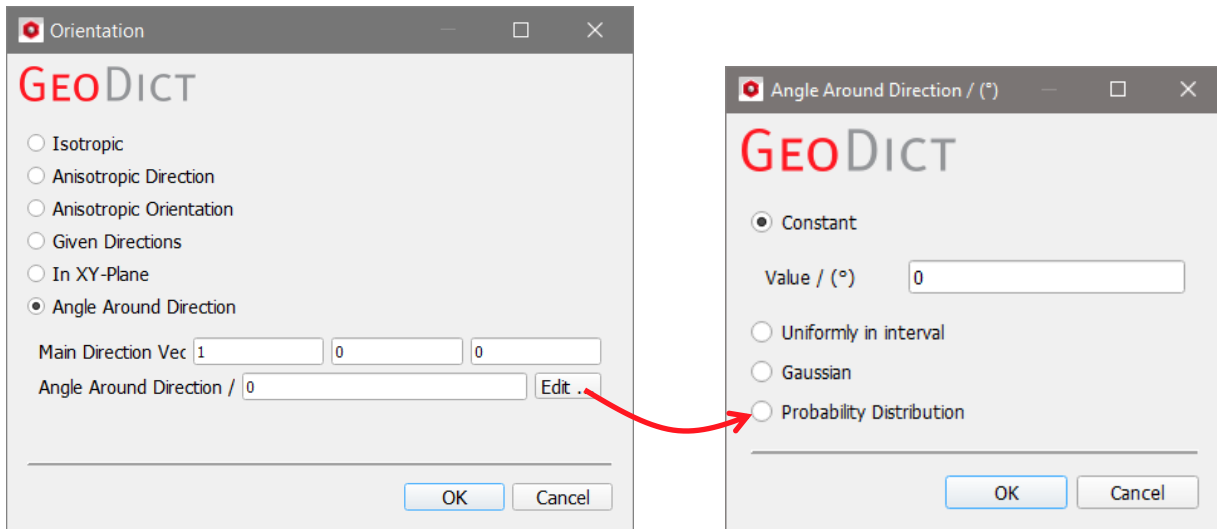 Orientation
GEODICT
Isotropic
Anisotropic Direction
Anisotropic Orientation
Given Directions
In XY-Plane
Angle Around Direction
Main Direction Vec 1 0 0
Angle Around Direction / 0 Edit ...
OK Cancel
Angle Around Direction / (°)
GEODICT
Constant
Value / (°) 0
Uniformly in interval
Gaussian
Probability Distribution
OK Cancel